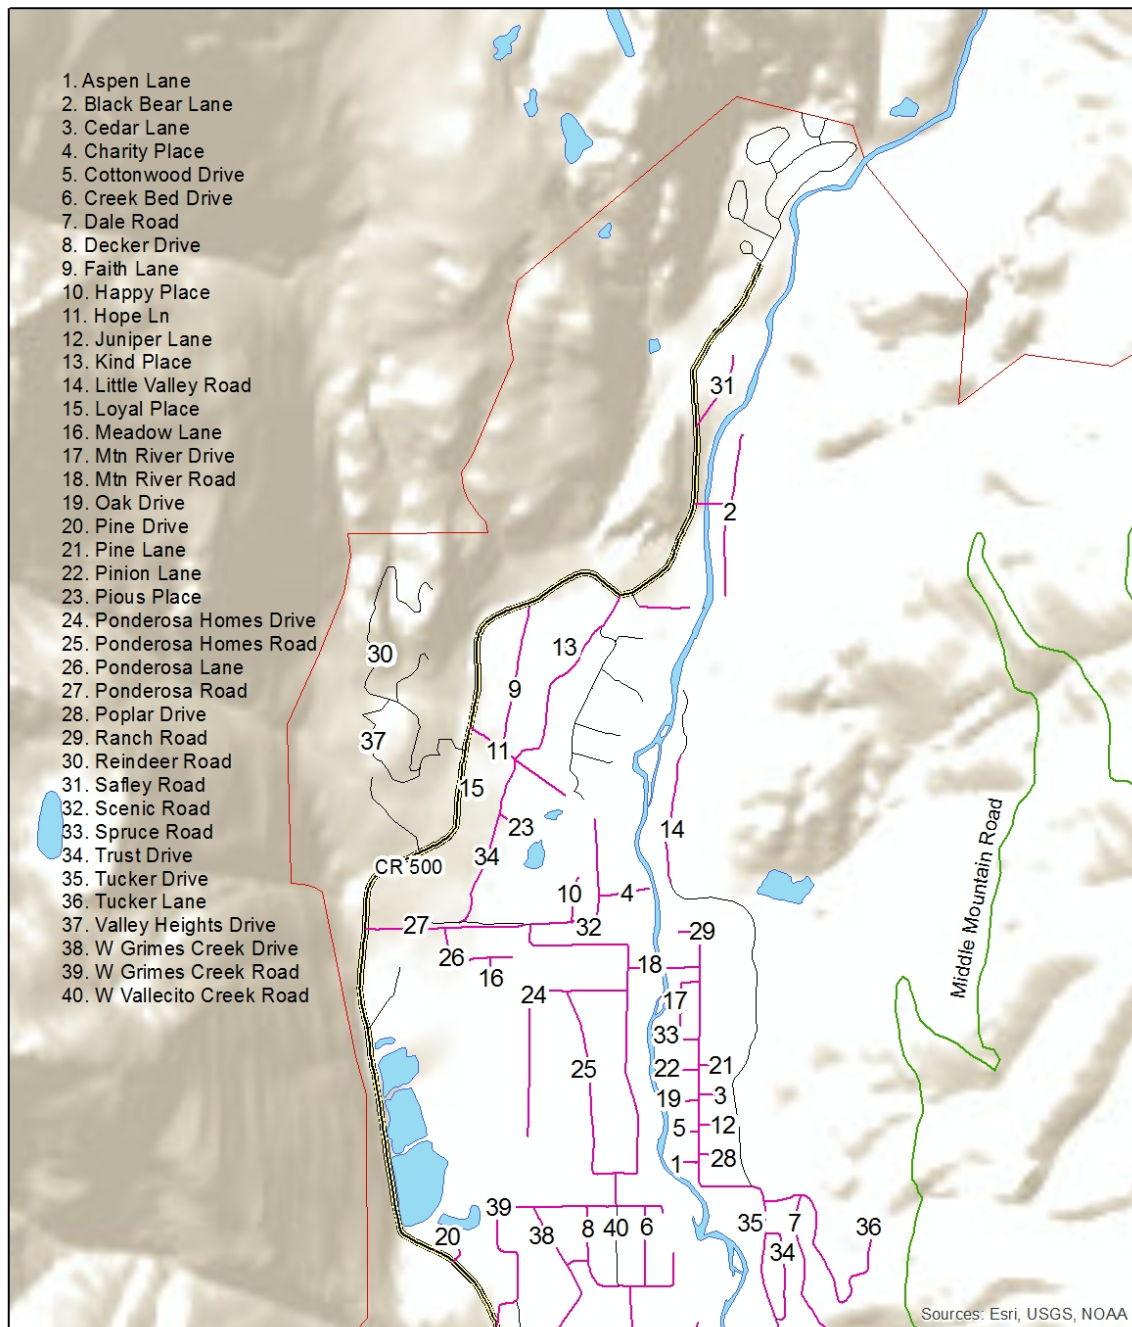 1. Aspen Lane
2. Black Bear Lane
3. Cedar Lane
4. Charity Place
5. Cottonwood Drive
6. Creek Bed Drive
7. Dale Road
8. Decker Drive
9. Faith Lane
10. Happy Place
11. Hope Ln
12. Juniper Lane
13. Kind Place
14. Little Valley Road
15. Loyal Place
16. Meadow Lane
17. Mtn River Drive
18. Mtn River Road
19. Oak Drive
20. Pine Drive
21. Pine Lane
22. Pinion Lane
23. Pious Place
24. Ponderosa Homes Drive
25. Ponderosa Homes Road
26. Ponderosa Lane
27. Ponderosa Road
28. Poplar Drive
29. Ranch Road
30. Reindeer Road
31. Safley Road
32. Scenic Road
33. Spruce Road
34. Trust Drive
35. Tucker Drive
36. Tucker Lane
37. Valley Heights Drive
38. W Grimes Creek Drive
39. W Grimes Creek Road
40. W Vallecito Creek Road
31
2
30
13
9
37
11
15
14
23
34
CR 500
10
4
27
32
29
26
16
18
24
17
33
25
22
21
19
3
5
12
1
28
39
20
38
8
40
6
35
7
34
36
Middle Mountain Road
Sources: Esri, USGS, NOAA